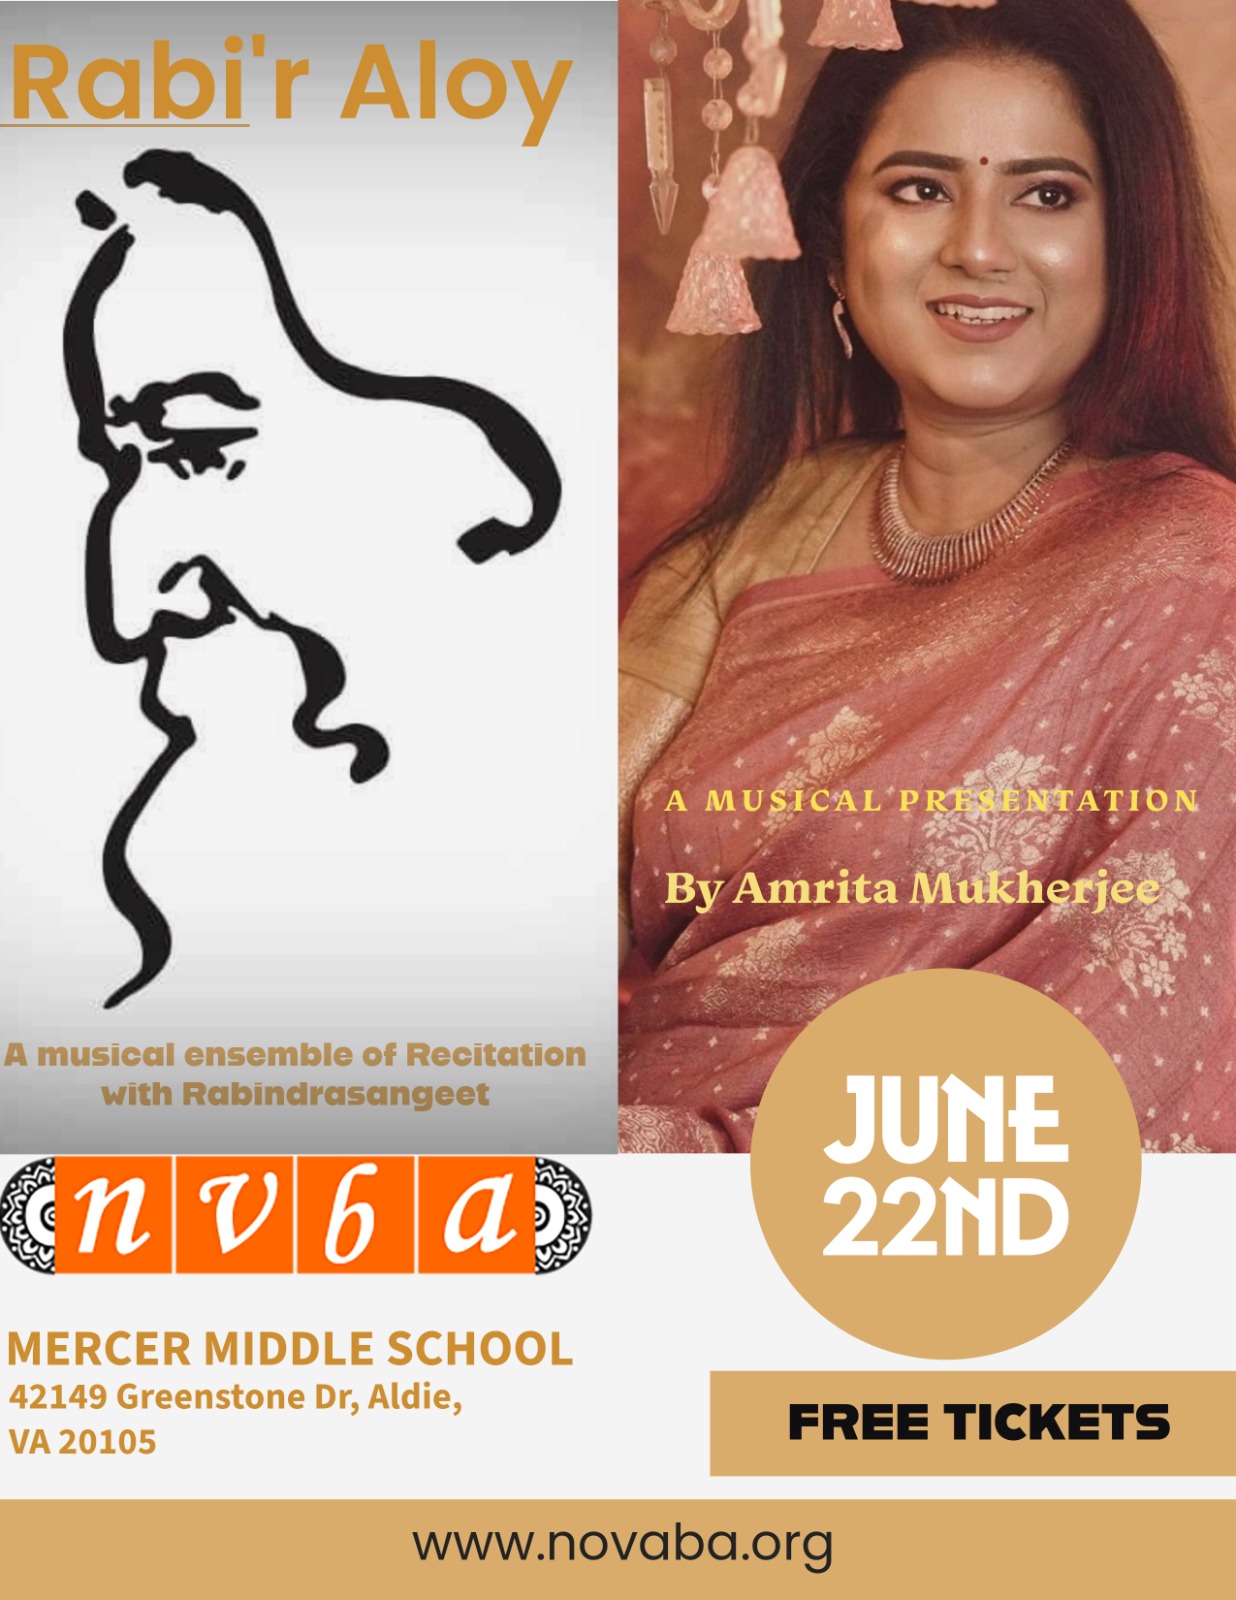 Rabi'r Aloy
A MUSICAL PRESENTATION
By Amrita Mukherjee
A musical ensemble of Recitation
with Rabindrasangeet
nvba
JUNE
22ND
MERCER MIDDLE SCHOOL
42149 Greenstone Dr, Aldie,
VA 20105
FREE TICKETS
www.novaba.org